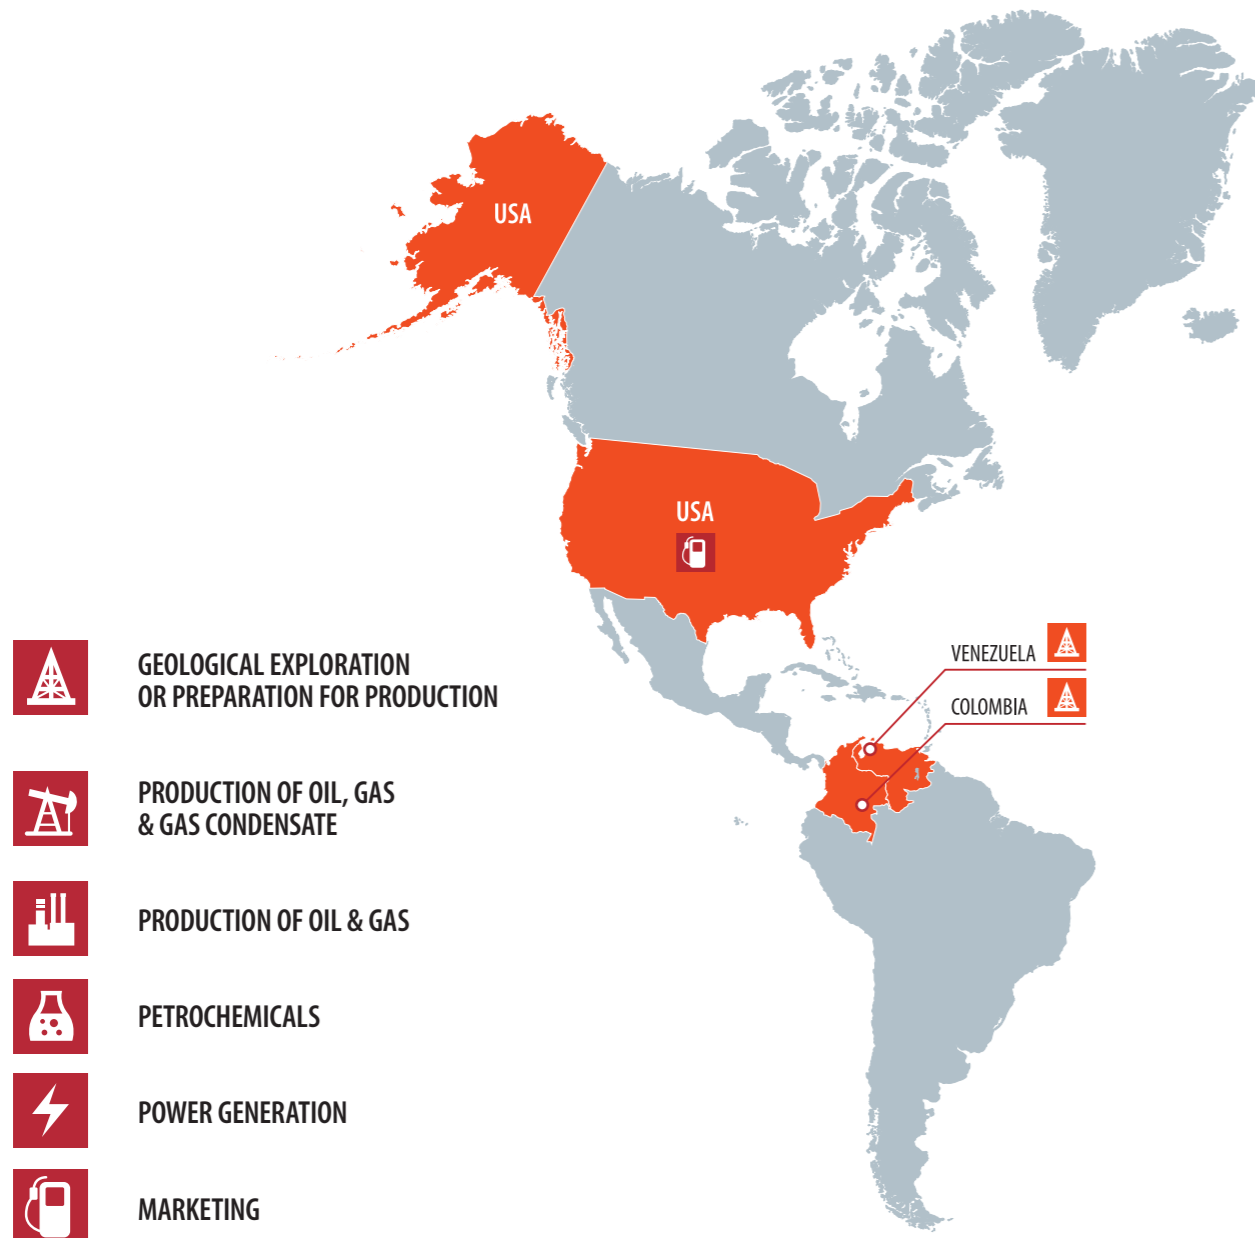 USA
USA
VENEZUELA
COLOMBIA
GEOLOGICAL EXPLORATION
OR PREPARATION FOR PRODUCTION
PRODUCTION OF OIL, GAS
& GAS CONDENSATE
PRODUCTION OF OIL & GAS
PETROCHEMICALS
POWER GENERATION
MARKETING